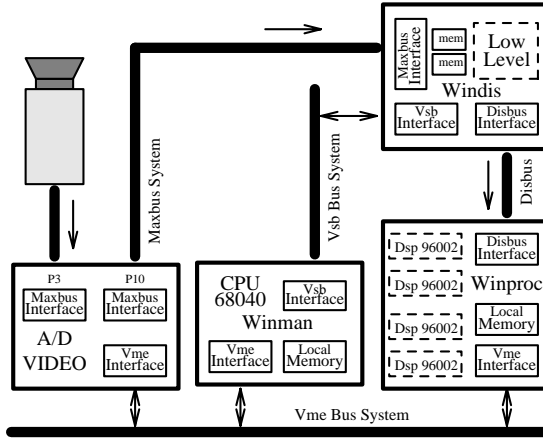 Maxbus
Interface
mem
mem
Low
Level
Windis
Vsb
Interface
Disbus
Interface
Maxbus System
Vsb Bus System
Disbus
P3
P10
Maxbus
Interface
Maxbus
Interface
A/D
VIDEO
Vme
Interface
CPU
68040
Vsb
Interface
Winman
Vme
Interface
Local
Memory
Dsp 96002
Dsp 96002
Dsp 96002
Dsp 96002
Disbus
Interface
Winproc
Local
Memory
Vme
Interface
Vme Bus System